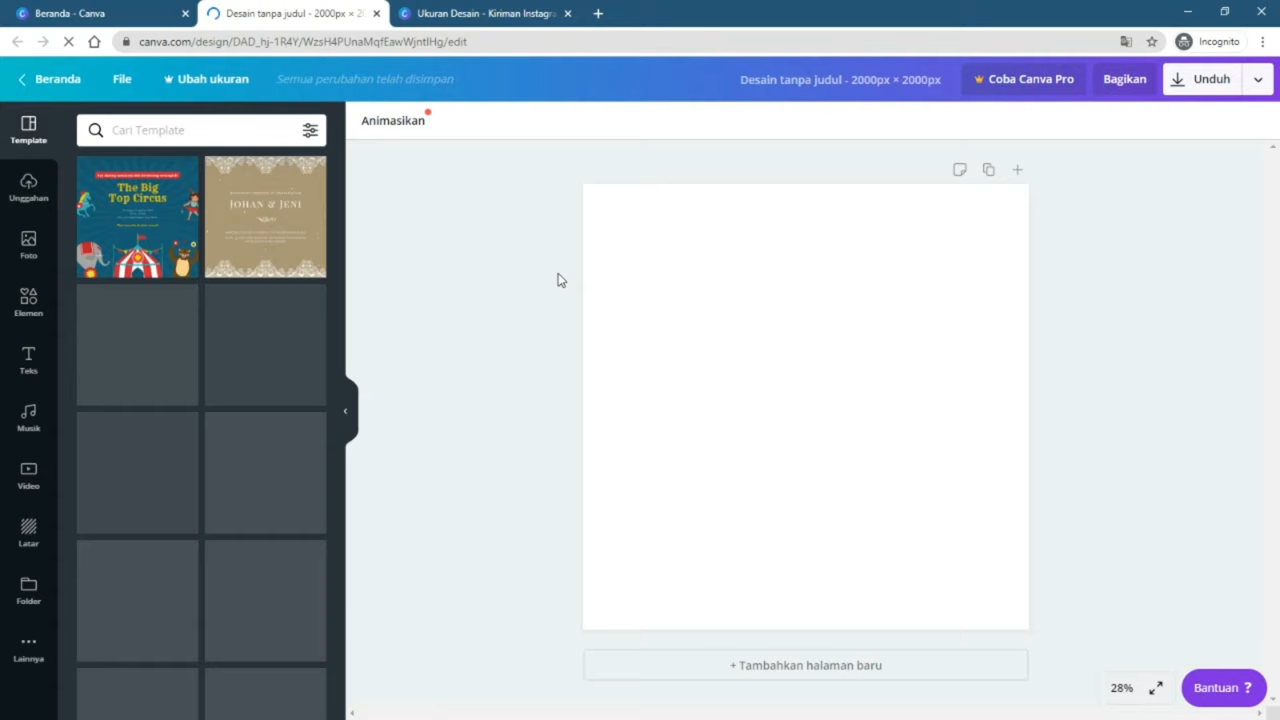 Beranda - Canva
Desain tanpa judul - 2000px × 2
Ukuran Desain - Kiriman Instagra
canva.com/design/DAD_hj-1R4Y/WzsH4PUnaMqfEawWjntlHg/edit
Incognito
Beranda
File
Ubah ukuran
Semua perubahan telah disimpan
Desain tanpa judul - 2000px × 2000px
Coba Canva Pro
Bagikan
Unduh
Template
Unggahan
Foto
Elemen
Teks
Musik
Video
Latar
Folder
Lainnya
Cari Template
The Big
Top Circus
JOHAN & JENI
Animasikan
+ Tambahkan halaman baru
28%
Bantuan ?